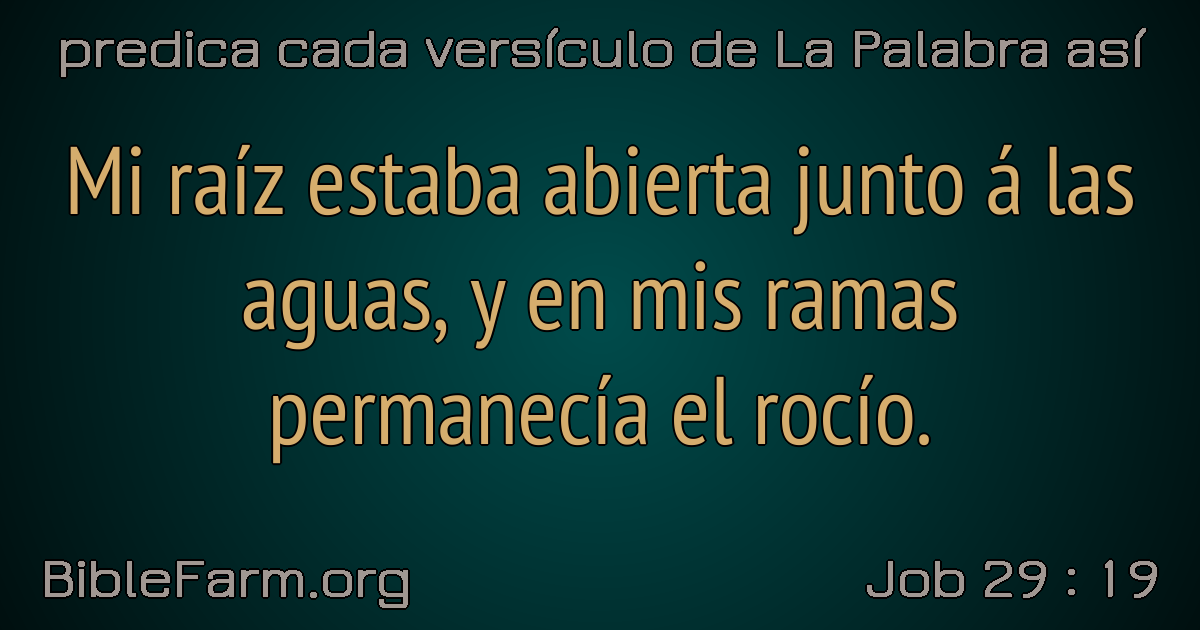 predica cada versículo de La Palabra así
Mi raíz estaba abierta junto á las
aguas, y en mis ramas
permanecía el rocío.
BibleFarm.org
Job 29 : 19